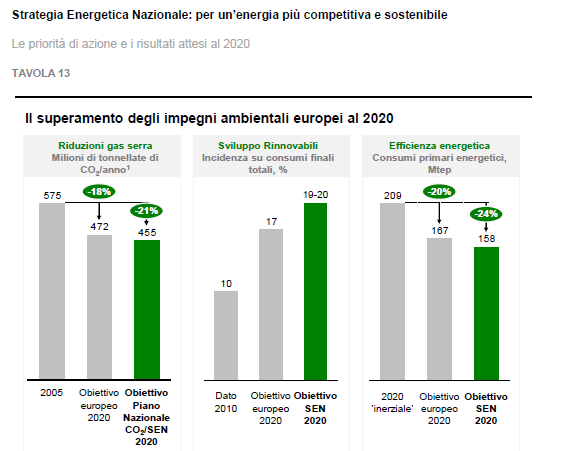 Strategia Energetica Nazionale: per un'energia più competitiva e sostenibile
Le priorità di azione e i risultati attesi al 2020
TAVOLA 13
Il superamento degli impegni ambientali europei al 2020
Riduzioni gas serra
Milioni di tonnellate di
CO₂/anno¹
575
-18%
472
-21%
455
2005
Obiettivo
europeo
2020
Obiettivo
Piano
Nazionale
CO₂/SEN
2020
Sviluppo Rinnovabili
Incidenza su consumi finali
totali, %
10
17
19-20
Dato
2010
Obiettivo
europeo
2020
Obiettivo
SEN
2020
Efficienza energetica
Consumi primari energetici,
Mtep
209
-20%
167
-24%
158
2020
'inerziale'
Obiettivo
europeo
2020
Obiettivo
SEN
2020